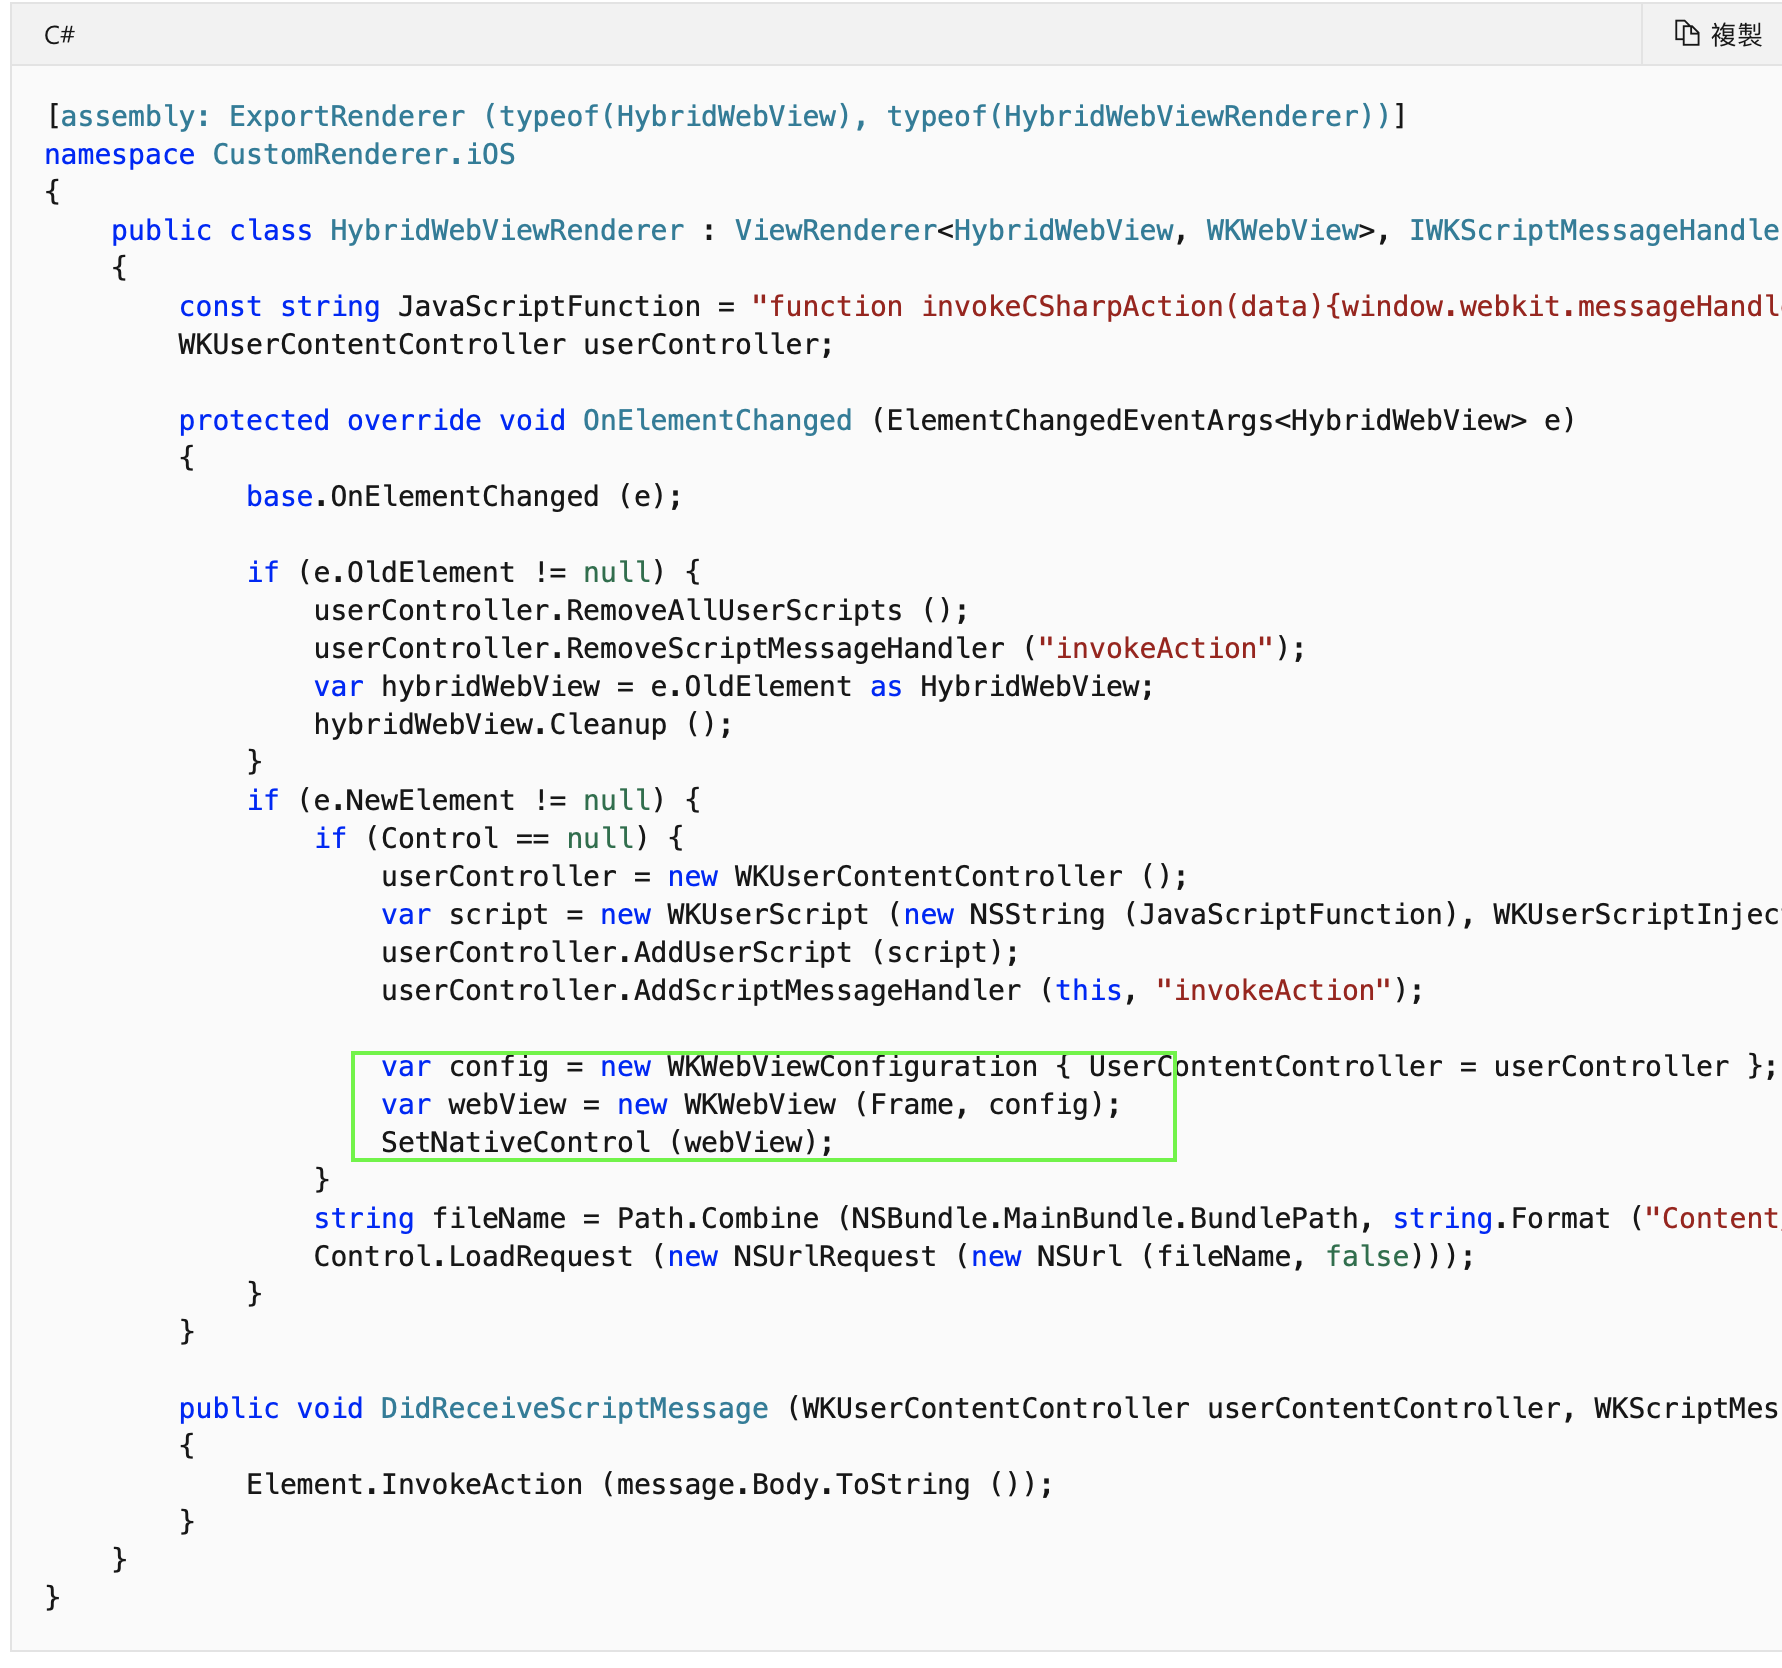 C#
複製
[assembly: ExportRenderer (typeof(HybridWebView), typeof(HybridWebViewRenderer))]
namespace CustomRenderer.iOS
{
    public class HybridWebViewRenderer : ViewRenderer<HybridWebView, WKWebView>, IWKScriptMessageHandle
    {
        const string JavaScriptFunction = "function invokeCSharpAction(data){window.webkit.messageHandl
        WKUserContentController userController;

        protected override void OnElementChanged (ElementChangedEventArgs<HybridWebView> e)
        {
            base.OnElementChanged (e);

            if (e.OldElement != null) {
                userController.RemoveAllUserScripts ();
                userController.RemoveScriptMessageHandler ("invokeAction");
                var hybridWebView = e.OldElement as HybridWebView;
                hybridWebView.Cleanup ();
            }
            if (e.NewElement != null) {
                if (Control == null) {
                    userController = new WKUserContentController ();
                    var script = new WKUserScript (new NSString (JavaScriptFunction), WKUserScriptInjec
                    userController.AddUserScript (script);
                    userController.AddScriptMessageHandler (this, "invokeAction");

                    var config = new WKWebViewConfiguration { UserContentController = userController };
                    var webView = new WKWebView (Frame, config);
                    SetNativeControl (webView);
                }
                string fileName = Path.Combine (NSBundle.MainBundle.BundlePath, string.Format ("Content
                Control.LoadRequest (new NSUrlRequest (new NSUrl (fileName, false)));
            }
        }

        public void DidReceiveScriptMessage (WKUserContentController userContentController, WKScriptMes
        {
            Element.InvokeAction (message.Body.ToString ());
        }
    }
}